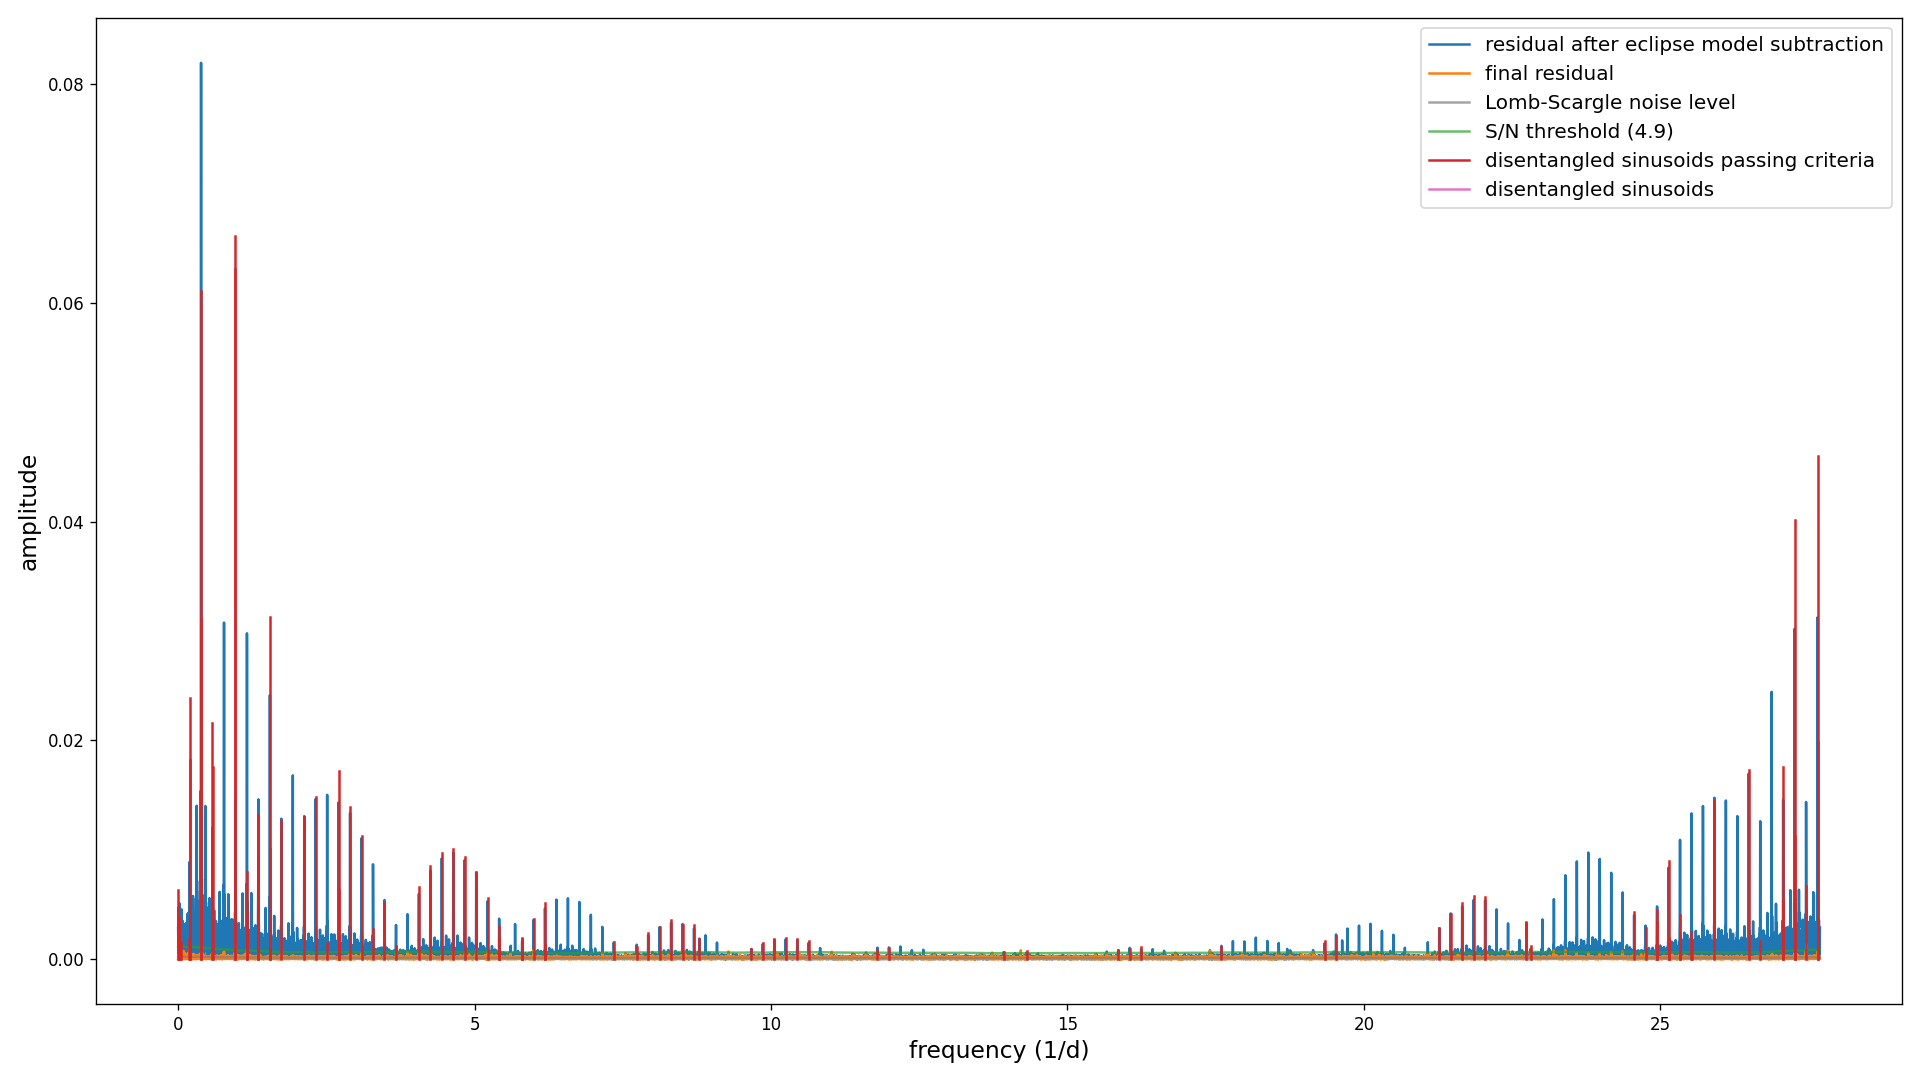 residual after eclipse model subtraction
final residual
Lomb-Scargle noise level
S/N threshold (4.9)
disentangled sinusoids passing criteria
disentangled sinusoids
0.08
0.06
0.04
0.02
0.00
amplitude
0 5 10 15 20 25
frequency (1/d)